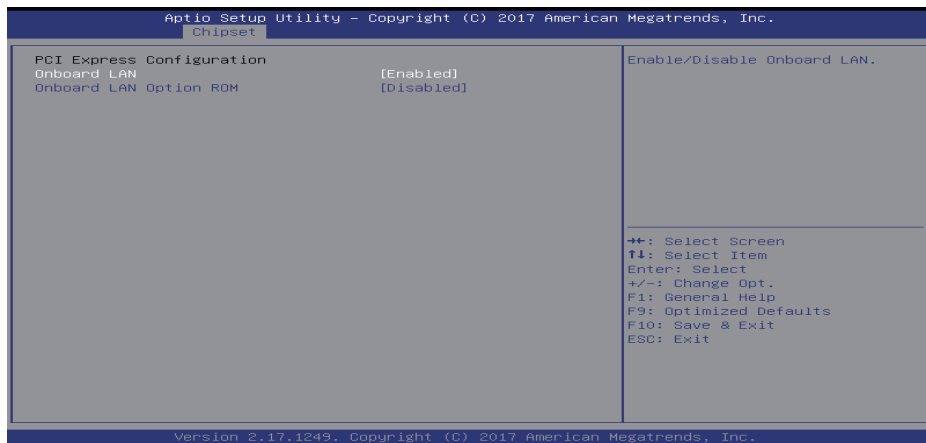 Aptio Setup Utility – Copyright (C) 2017 American Megatrends, Inc.
Chipset
PCI Express Configuration
Onboard LAN [Enabled]
Onboard LAN Option ROM [Disabled]
Enable/Disable Onboard LAN.
→←: Select Screen
↑↓: Select Item
Enter: Select
+/-: Change Opt.
F1: General Help
F9: Optimized Defaults
F10: Save & Exit
ESC: Exit
Version 2.17.1249. Copyright (C) 2017 American Megatrends, Inc.